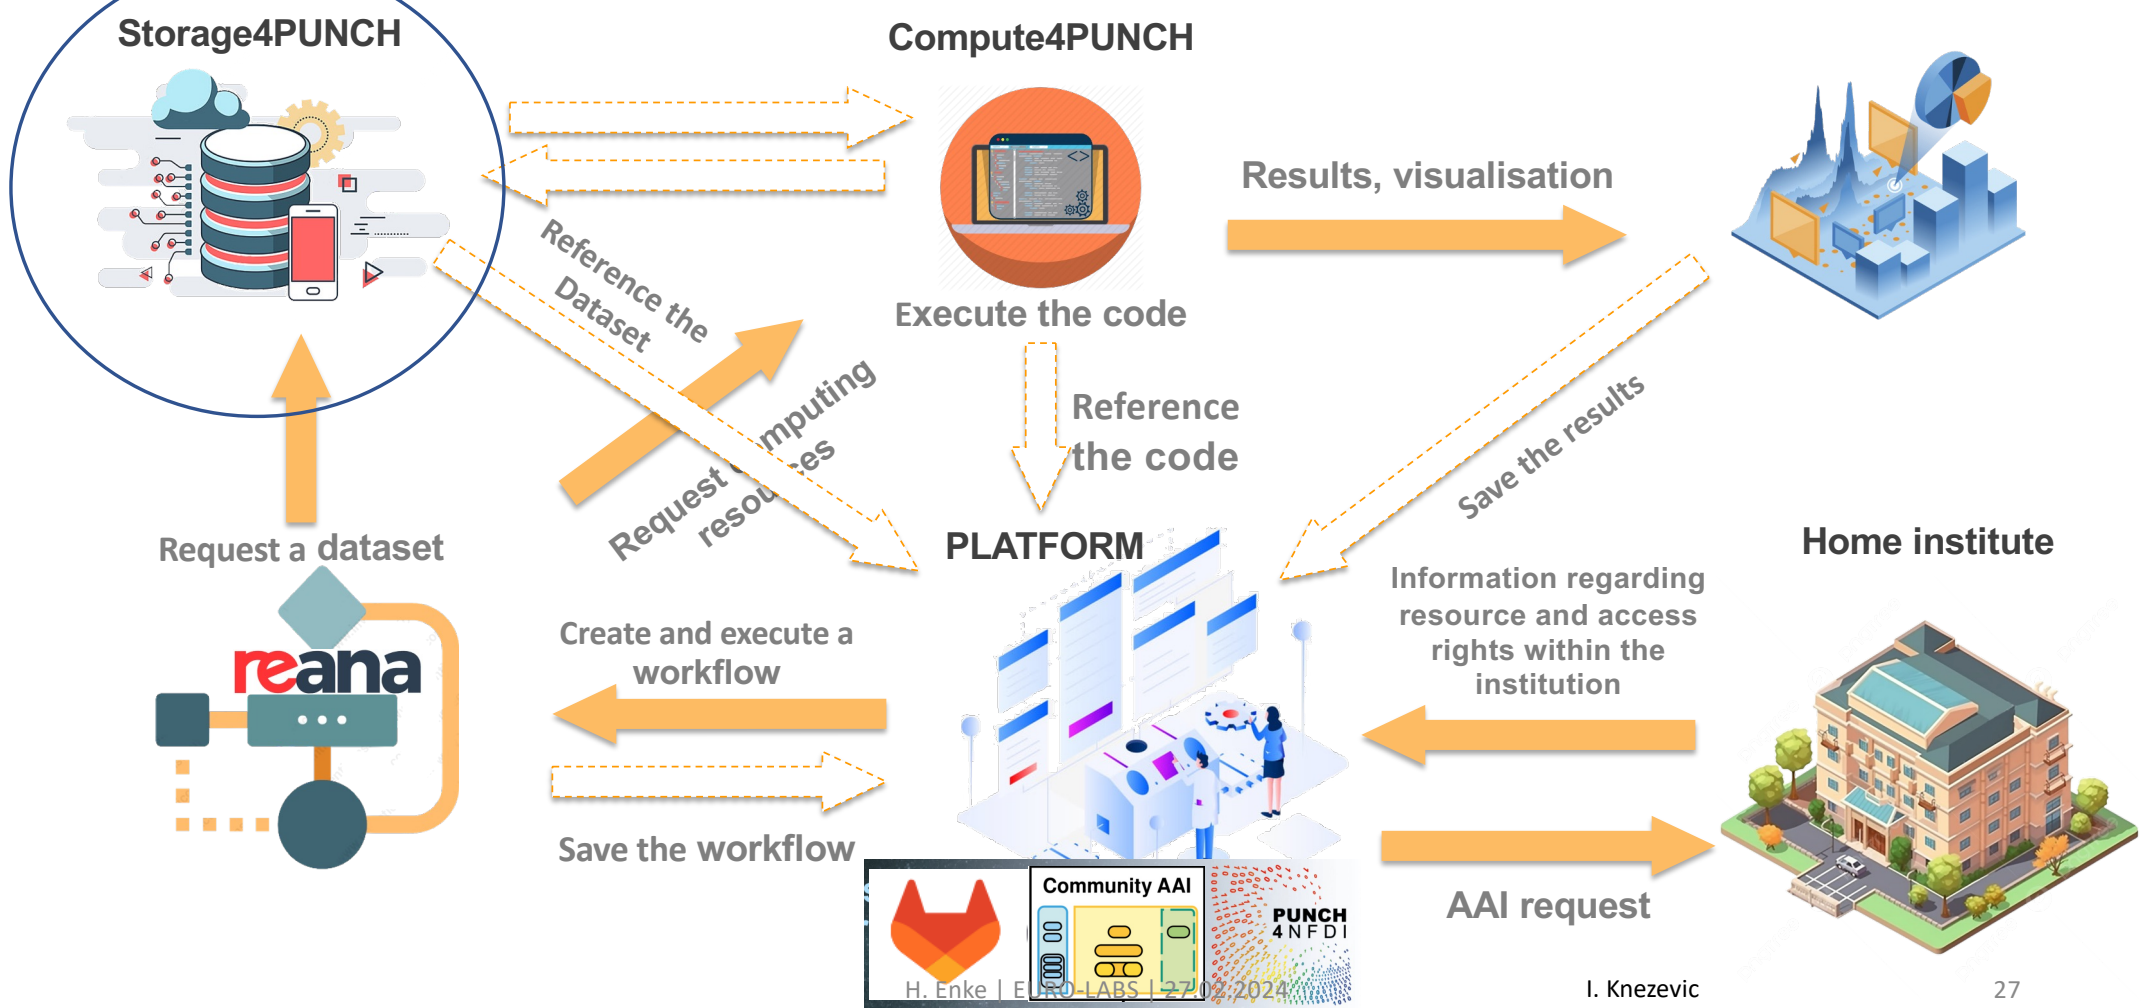 Storage4PUNCH
Compute4PUNCH
Results, visualisation
Reference the
Dataset
Execute the code
Request computing
resources
Reference
the code
Save the results
Request a dataset
PLATFORM
Home institute
Information regarding
resource and access
rights within the
institution
reana
Create and execute a
workflow
Save the workflow
Community AAI
PUNCH
4NFDI
AAI request
H. Enke | EURO-LABS | 27.02.2024
I. Knezevic
27